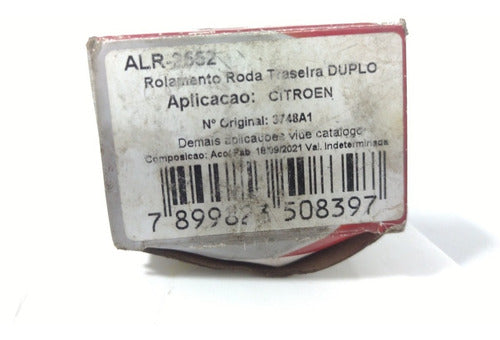 ALR-2662
Rolamento Roda Traseira DUPLO
Aplicacao: CITROEN
Nº Original: 3748A1
Demais aplicacoes vide catalogo
Composicao: Aco Fab 18/09/2021 Val. Indeterminada
7 508397